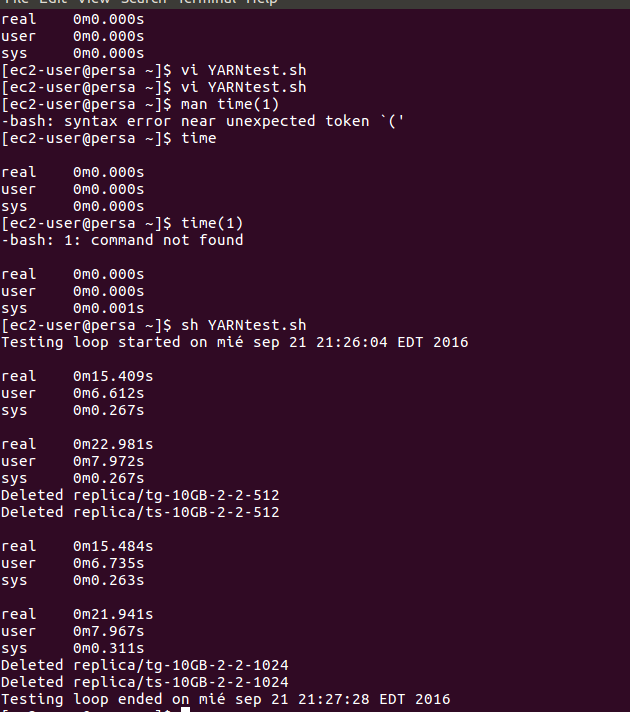 File Edit View Search Terminal Help
real    0m0.000s
user    0m0.000s
sys     0m0.000s
[ec2-user@persa ~]$ vi YARNtest.sh
[ec2-user@persa ~]$ vi YARNtest.sh
[ec2-user@persa ~]$ man time(1)
-bash: syntax error near unexpected token `('
[ec2-user@persa ~]$ time
real    0m0.000s
user    0m0.000s
sys     0m0.000s
[ec2-user@persa ~]$ time(1)
-bash: 1: command not found
real    0m0.000s
user    0m0.000s
sys     0m0.001s
[ec2-user@persa ~]$ sh YARNtest.sh
Testing loop started on mié sep 21 21:26:04 EDT 2016
real    0m15.409s
user    0m6.612s
sys     0m0.267s
real    0m22.981s
user    0m7.972s
sys     0m0.267s
Deleted replica/tg-10GB-2-2-512
Deleted replica/ts-10GB-2-2-512
real    0m15.484s
user    0m6.735s
sys     0m0.263s
real    0m21.941s
user    0m7.967s
sys     0m0.311s
Deleted replica/tg-10GB-2-2-1024
Deleted replica/ts-10GB-2-2-1024
Testing loop ended on mié sep 21 21:27:28 EDT 2016
[ec2-user@persa ~]$